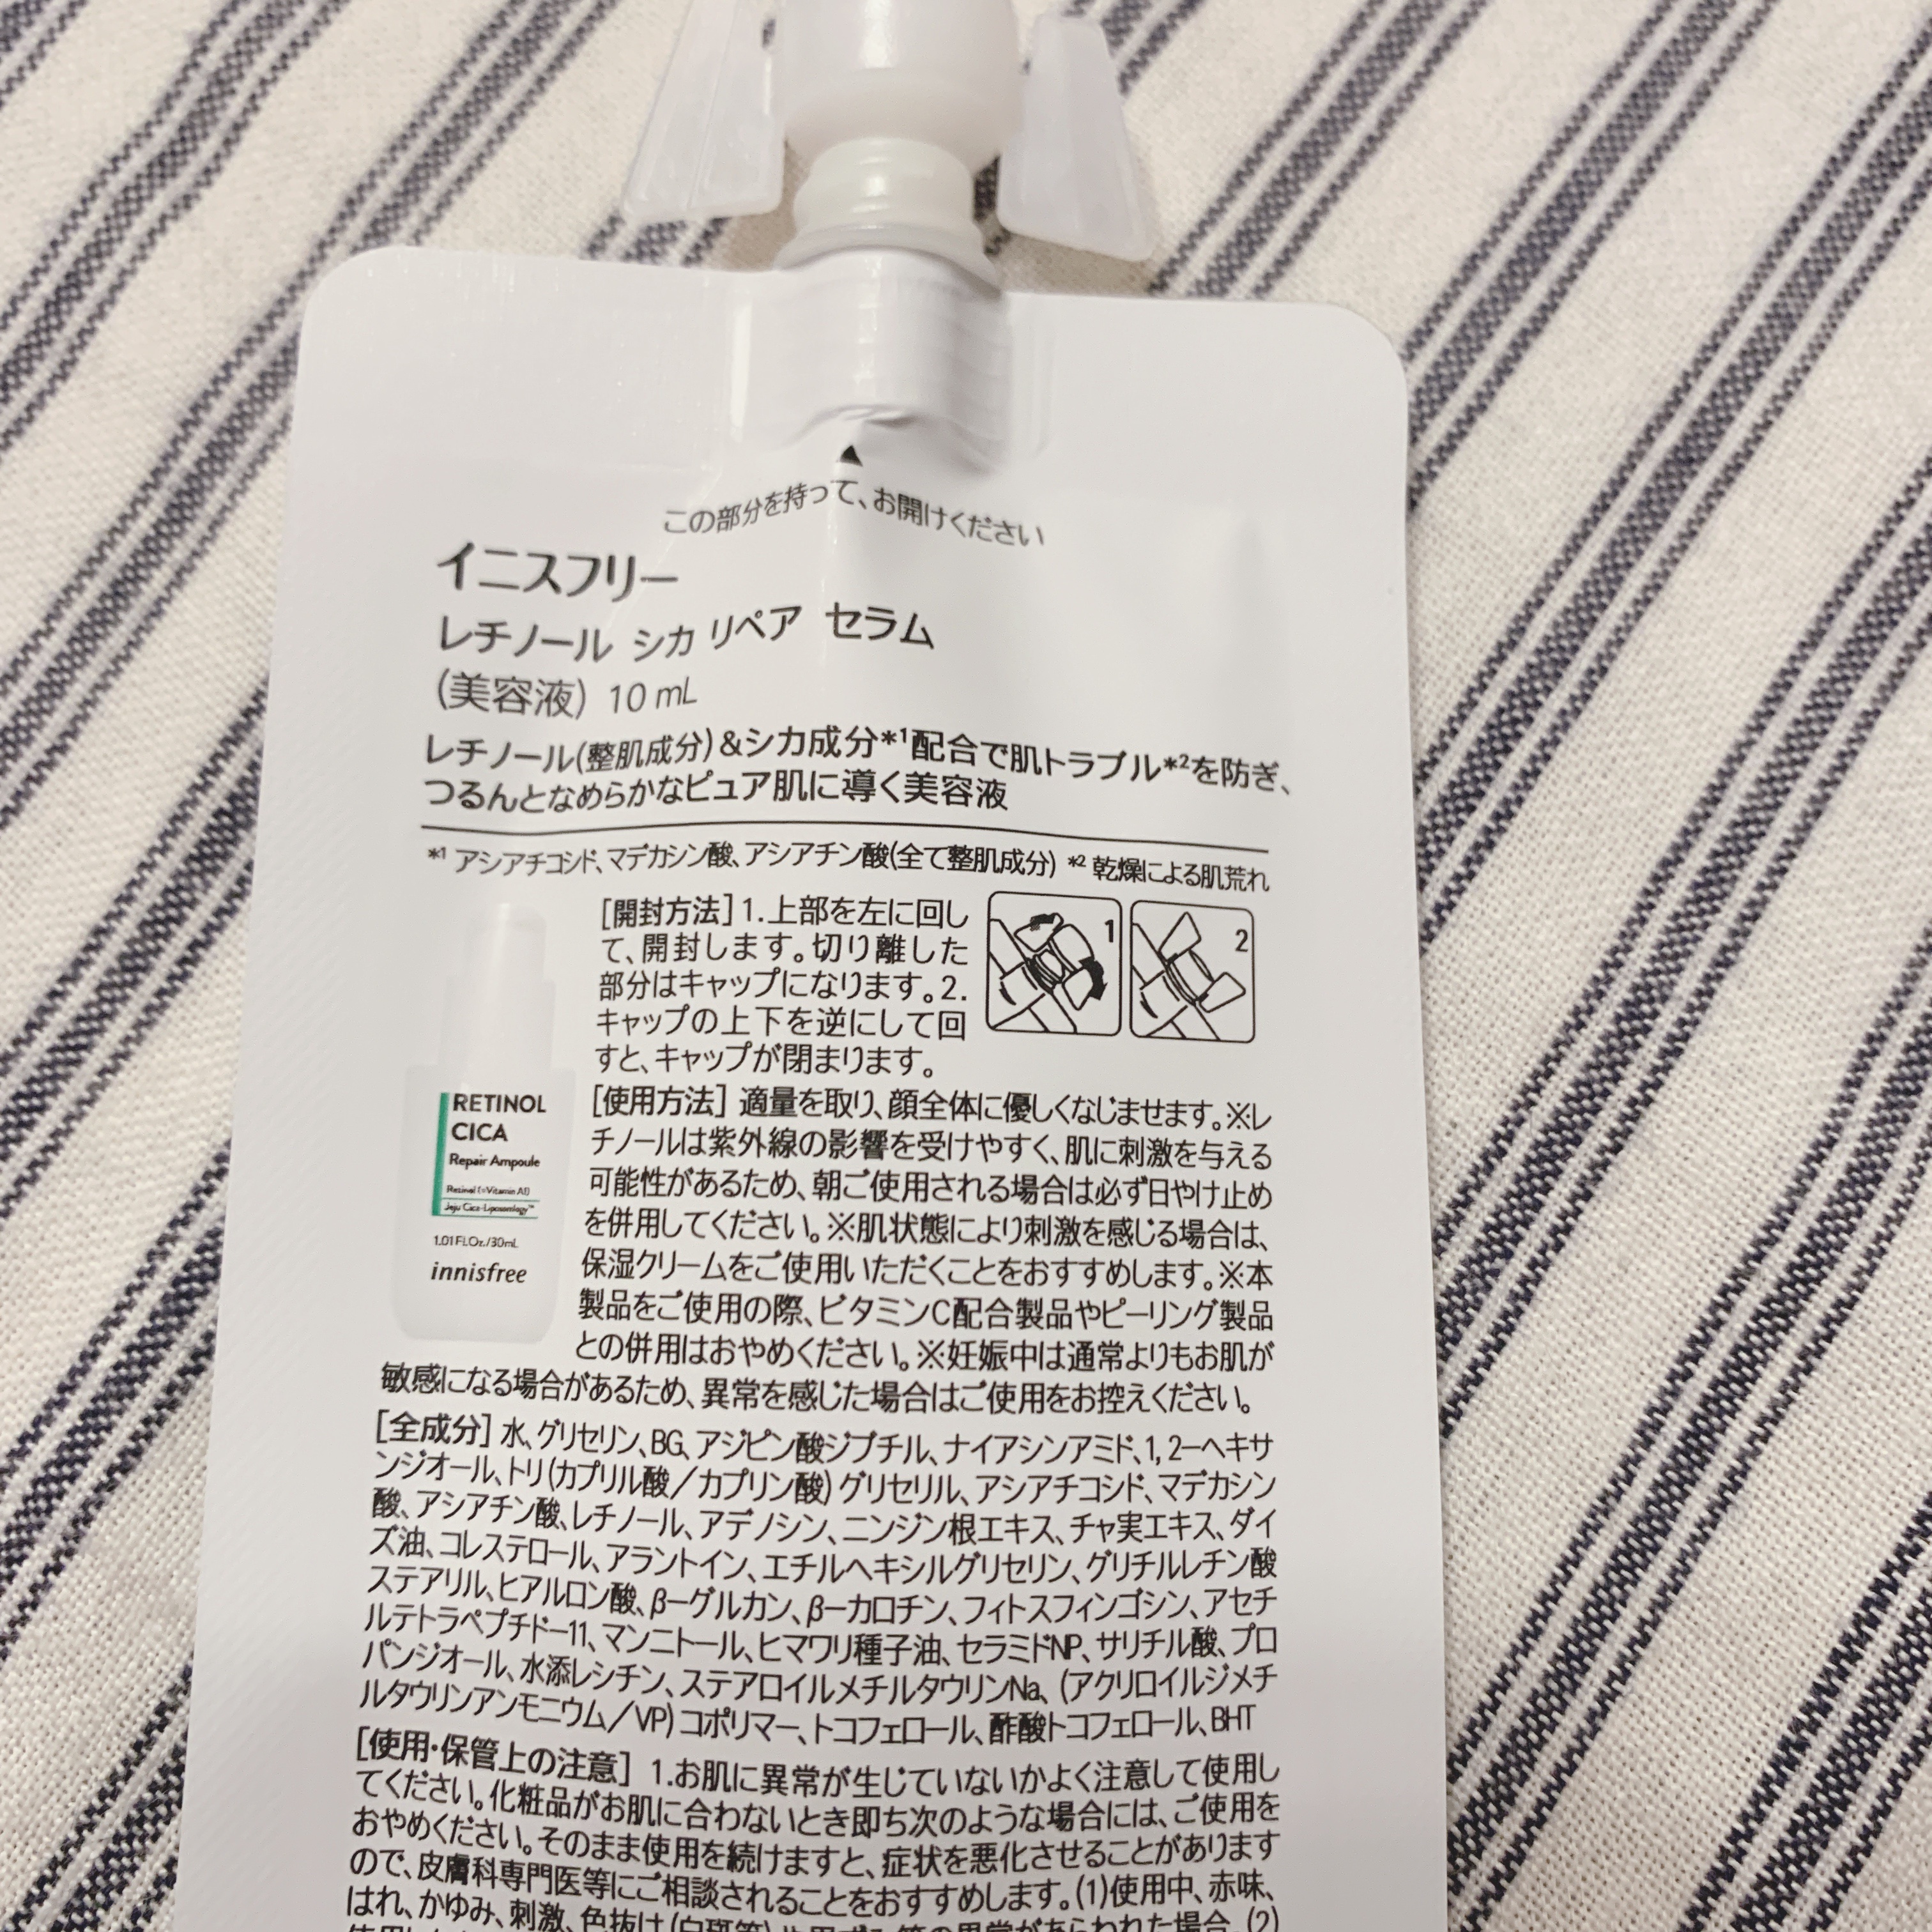 この部分を持って、お開けください
イニスフリー
レチノール シカ リペア セラム
(美容液) 10 mL
レチノール(整肌成分)&シカ成分*1配合で肌トラブル*2を防ぎ、
つるんとなめらかなピュア肌に導く美容液
*1 アシアチコシド、マデカシン酸、アシアチン酸(全て整肌成分) *2 乾燥による肌荒れ
[開封方法] 1.上部を左に回し
て、開封します。切り離した
部分はキャップになります。2.
キャップの上下を逆にして回
すと、キャップが閉まります。
1
2
RETINOL
CICA
Repair Ampoule
Retinol (=Vitamin A1)
Jeju Cica-Liposomlogy™
1.01 FL.Oz./30mL
innisfree
[使用方法] 適量を取り、顔全体に優しくなじませます。※レ
チノールは紫外線の影響を受けやすく、肌に刺激を与える
可能性があるため、朝ご使用される場合は必ず日やけ止め
を併用してください。※肌状態により刺激を感じる場合は、
保湿クリームをご使用いただくことをおすすめします。※本
製品をご使用の際、ビタミンC配合製品やピーリング製品
との併用はおやめください。※妊娠中は通常よりもお肌が
敏感になる場合があるため、異常を感じた場合はご使用をお控えください。
[全成分] 水、グリセリン、BG、アジピン酸ジブチル、ナイアシンアミド、1,2-ヘキサ
ンジオール、トリ(カプリル酸/カプリン酸)グリセリル、アシアチコシド、マデカシン
酸、アシアチン酸、レチノール、アデノシン、ニンジン根エキス、チャ実エキス、ダイ
ズ油、コレステロール、アラントイン、エチルヘキシルグリセリン、グリチルレチン酸
ステアリル、ヒアルロン酸、β-グルカン、β-カロチン、フィトスフィンゴシン、アセチ
ルテトラペプチド-11、マンニトール、ヒマワリ種子油、セラミドNP、サリチル酸、プロ
パンジオール、水添レシチン、ステアロイルメチルタウリンNa、(アクリロイルジメチ
ルタウリンアンモニウム/VP)コポリマー、トコフェロール、酢酸トコフェロール、BHT
[使用・保管上の注意] 1.お肌に異常が生じていないかよく注意して使用し
てください。化粧品がお肌に合わないとき即ち次のような場合には、ご使用を
おやめください。そのまま使用を続けますと、症状を悪化させることがあります
ので、皮膚科専門医等にご相談されることをおすすめします。(1)使用中、赤味、
はれ、かゆみ、刺激、色抜け(白斑等)や黒ずみ等の異常があらわれた場合 (2)